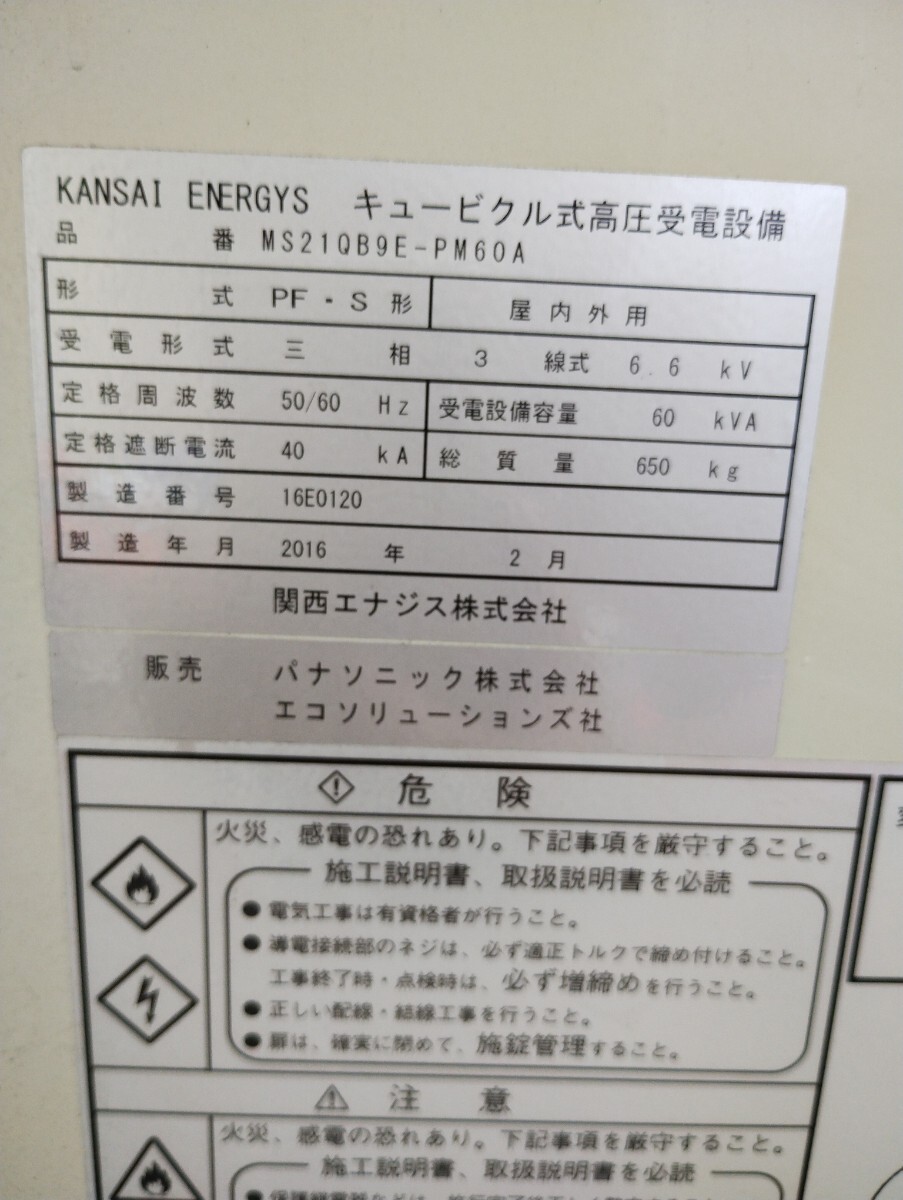 KANSAI ENERGYS キュービクル式高圧受電設備
品番 MS21QB9E-PM60A
形式 PF・S形 屋内外用
受電形式 三相 3線式 6.6 kV
定格周波数 50/60 Hz 受電設備容量 60 kVA
定格遮断電流 40 kA 総質量 650 kg
製造番号 16E0120
製造年月 2016年 2月
関西エナジス株式会社
販売 パナソニック株式会社
エコソリューションズ社
危険
火災、感電の恐れあり。下記事項を厳守すること。
施工説明書、取扱説明書を必読
●電気工事は有資格者が行うこと。
●導電接続部のネジは、必ず適正トルクで締め付けること。
工事終了時・点検時は、必ず増締めを行うこと。
●正しい配線・結線工事を行うこと。
●扉は、確実に閉めて、施錠管理すること。
注意
火災、感電の恐れあり。下記事項を厳守すること。
施工説明書、取扱説明書を必読